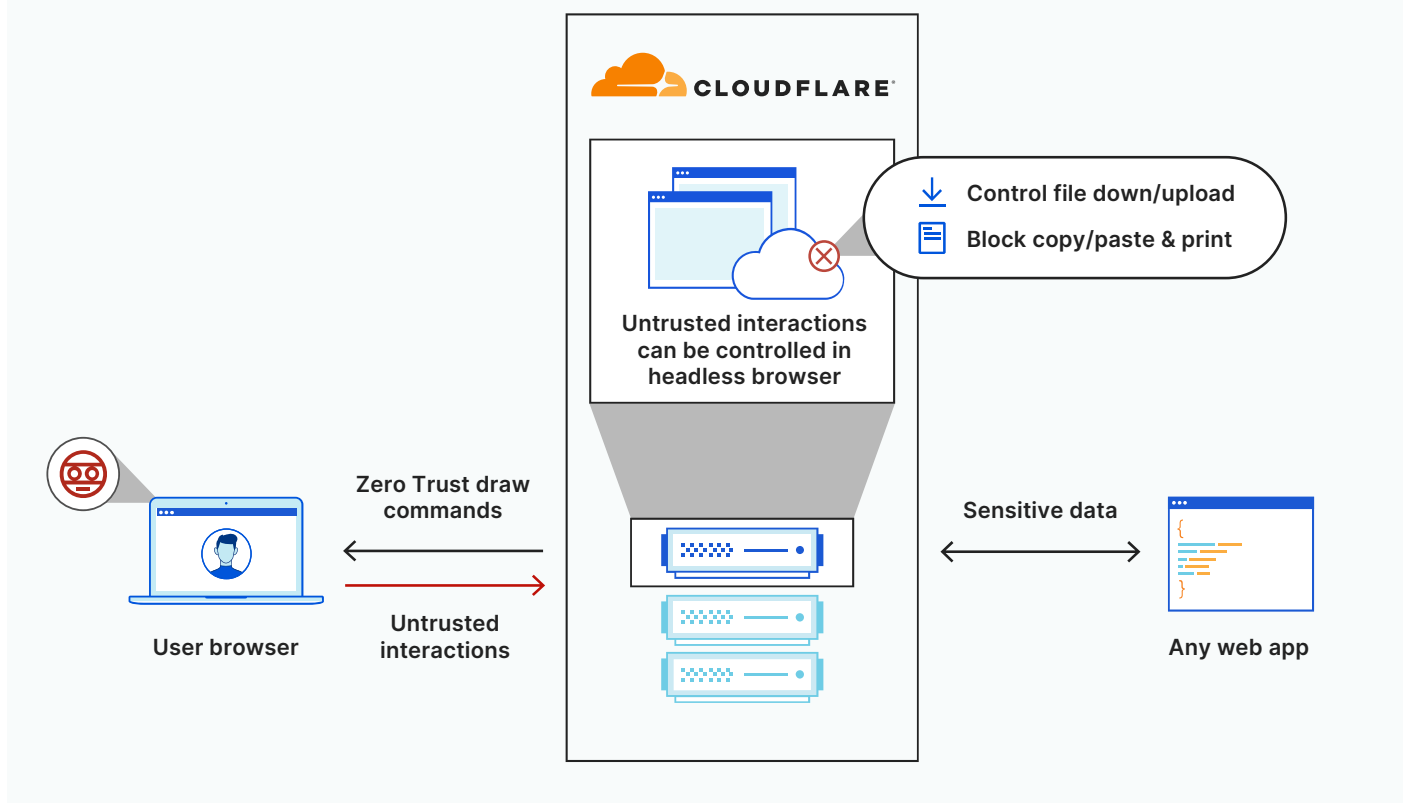 CLOUDFLARE
Control file down/upload
Block copy/paste & print
Untrusted interactions
can be controlled in
headless browser
Zero Trust draw
commands
Untrusted
interactions
User browser
Sensitive data
{
}
Any web app